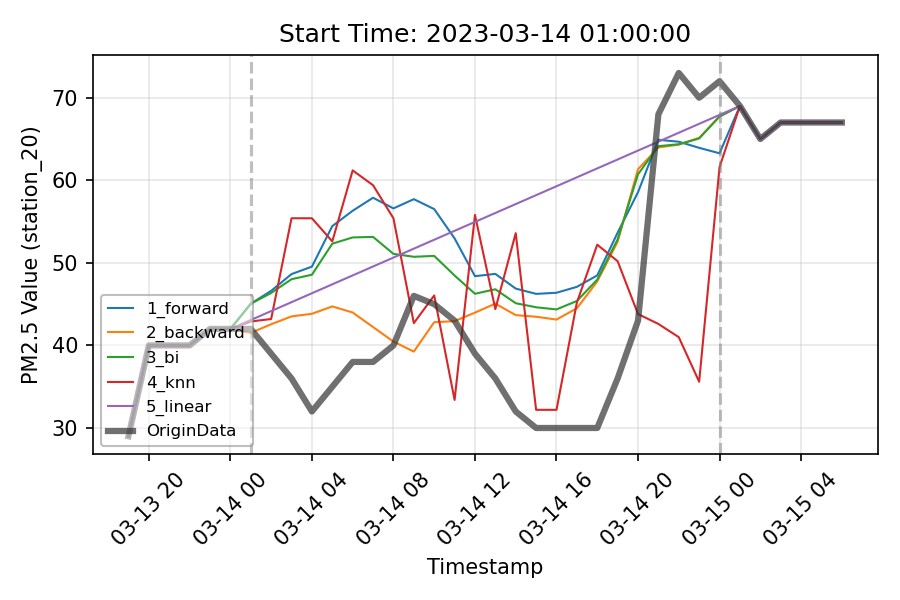 Start Time: 2023-03-14 01:00:00
PM2.5 Value (station_20)
70
60
50
40
30
1_forward
2_backward
3_bi
4_knn
5_linear
OriginData
03-13 20
03-14 00
03-14 04
03-14 08
03-14 12
03-14 16
03-14 20
03-15 00
03-15 04
Timestamp